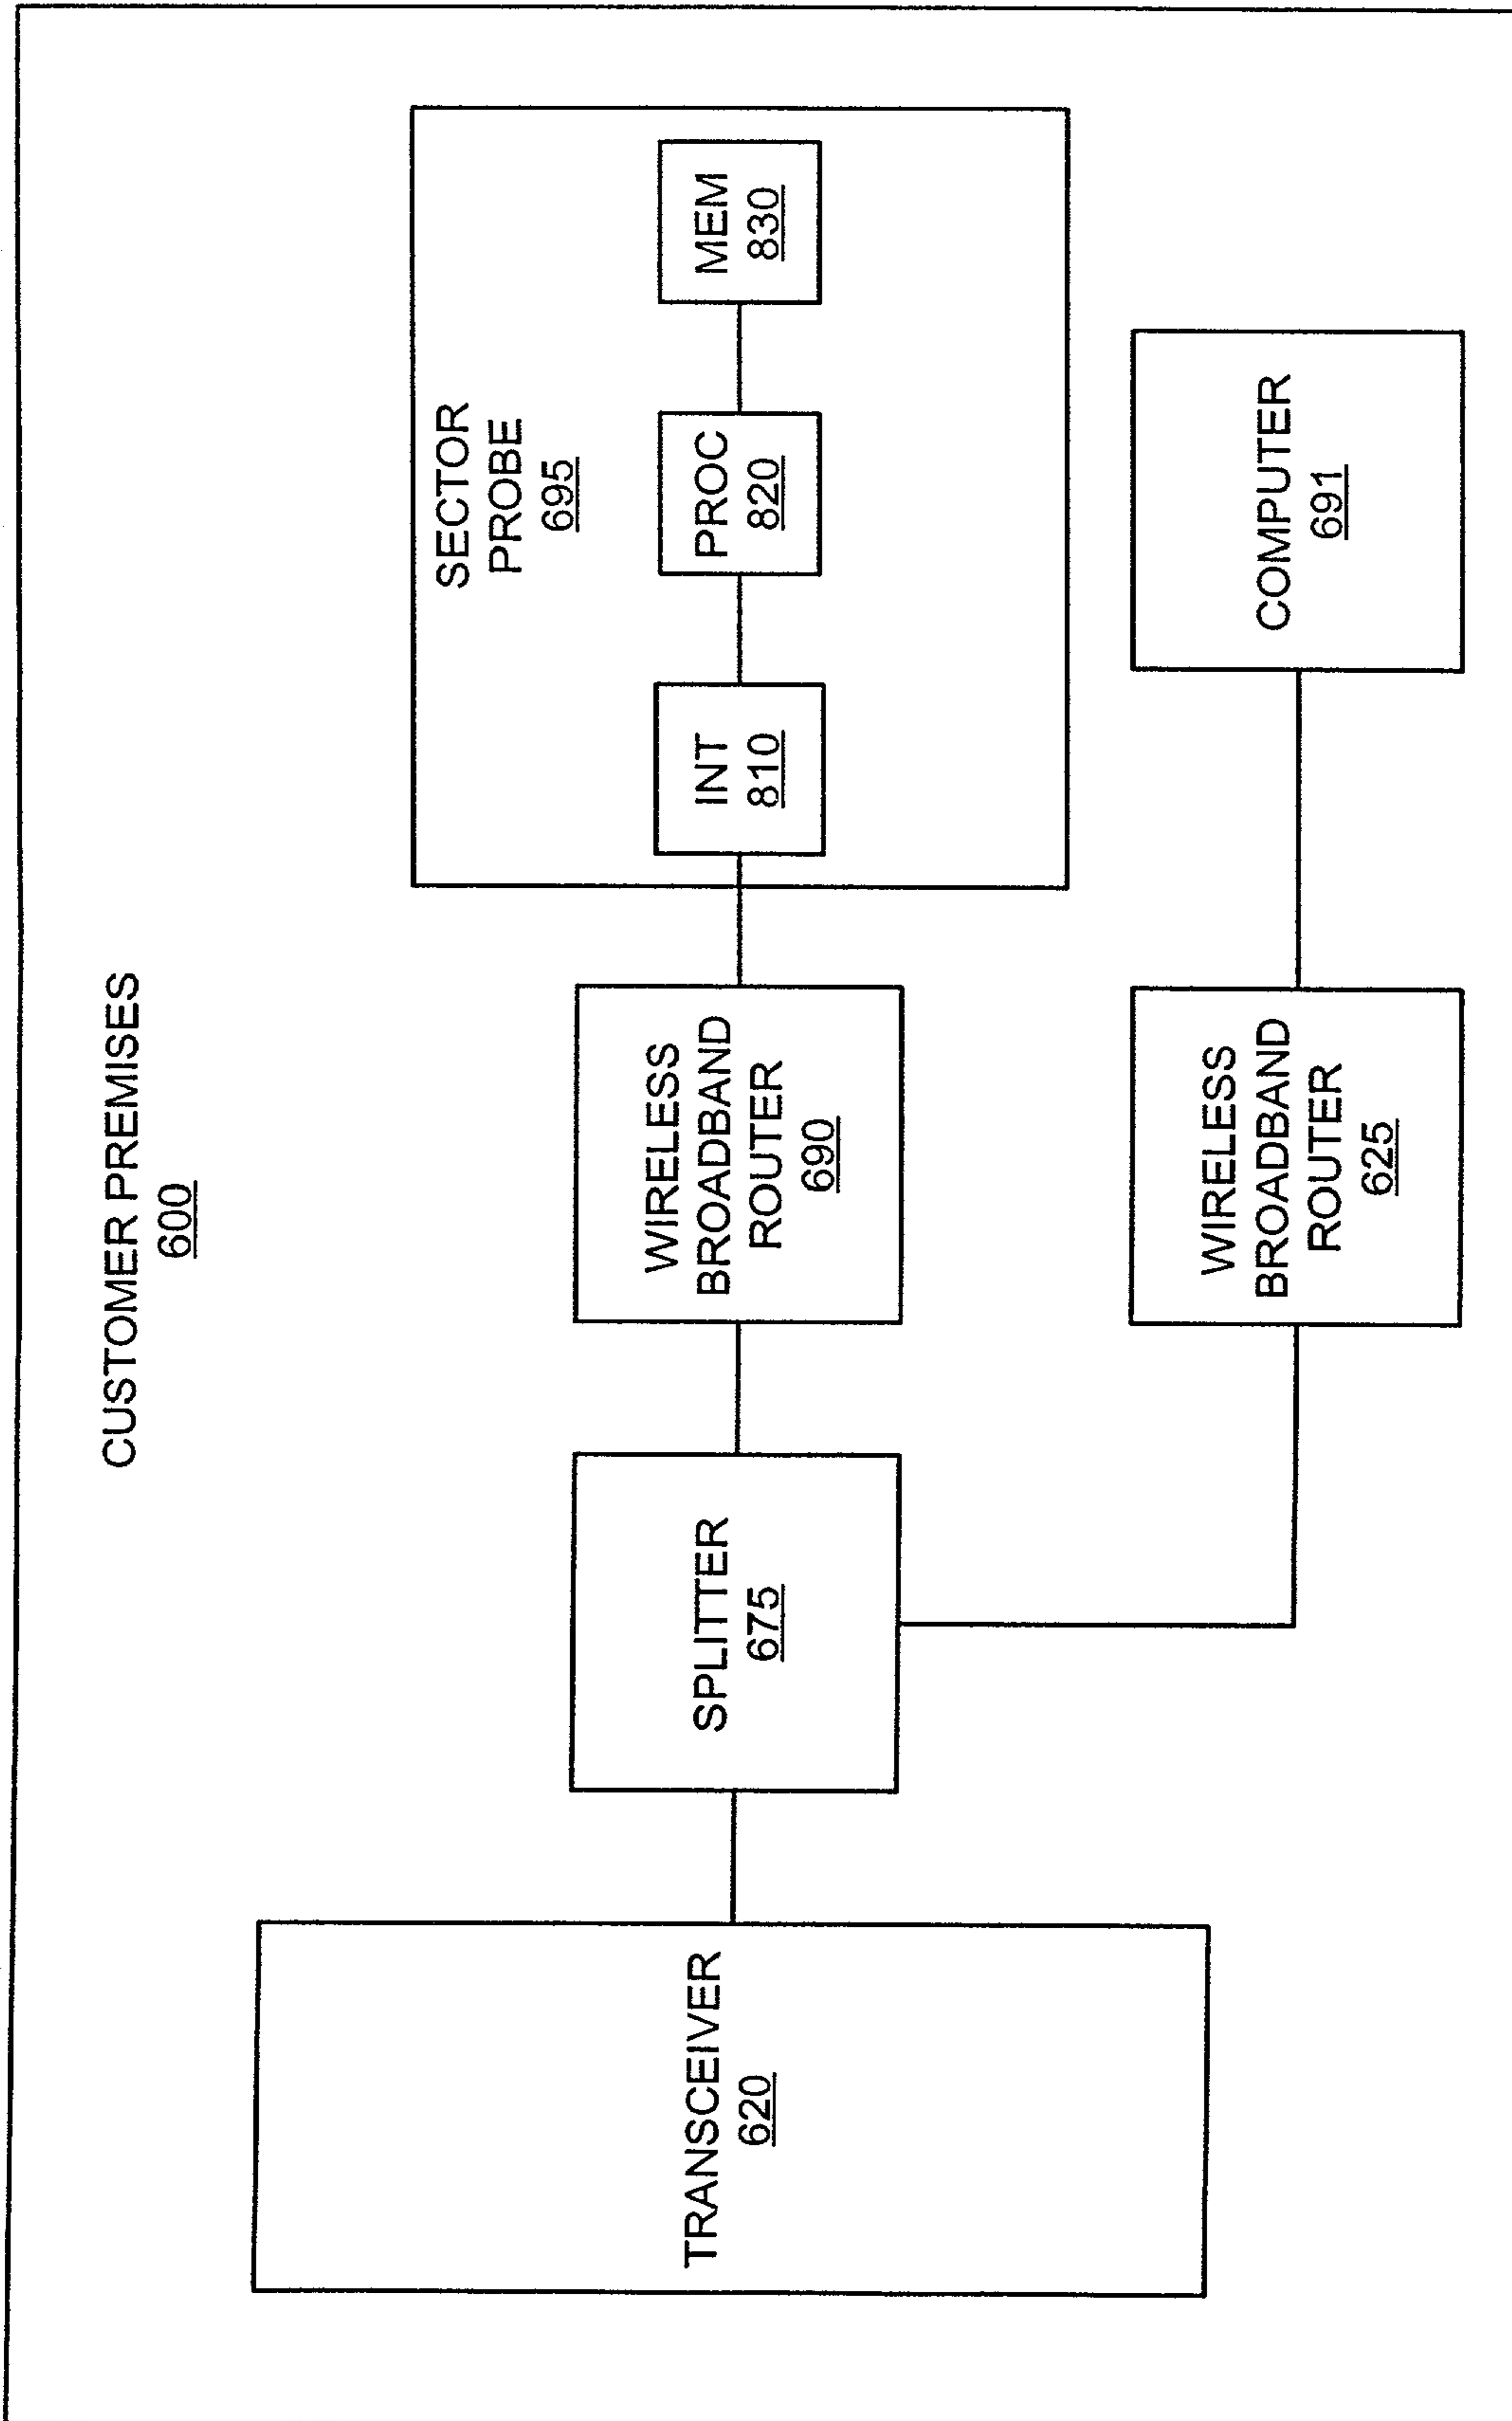 CUSTOMER PREMISES
600
TRANSCEIVER
620
SPLITTER
675
WIRELESS
BROADBAND
ROUTER
690
SECTOR
PROBE
695
INT
810
PROC
820
MEM
830
WIRELESS
BROADBAND
ROUTER
625
COMPUTER
691